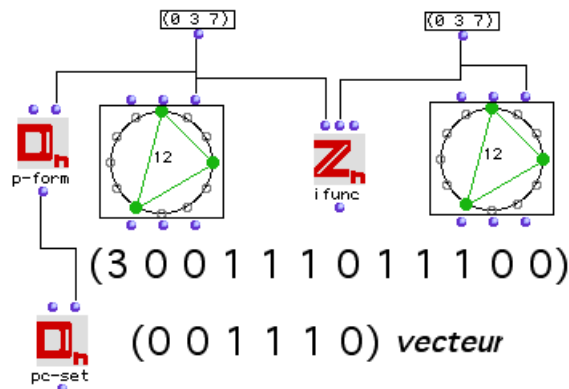 (0 3 7)
(0 3 7)
12
n
p-form
n
ifunc
12
(3 0 0 1 1 1 0 1 1 1 0 0)
n
pc-set
(0 0 1 1 1 0) vecteur